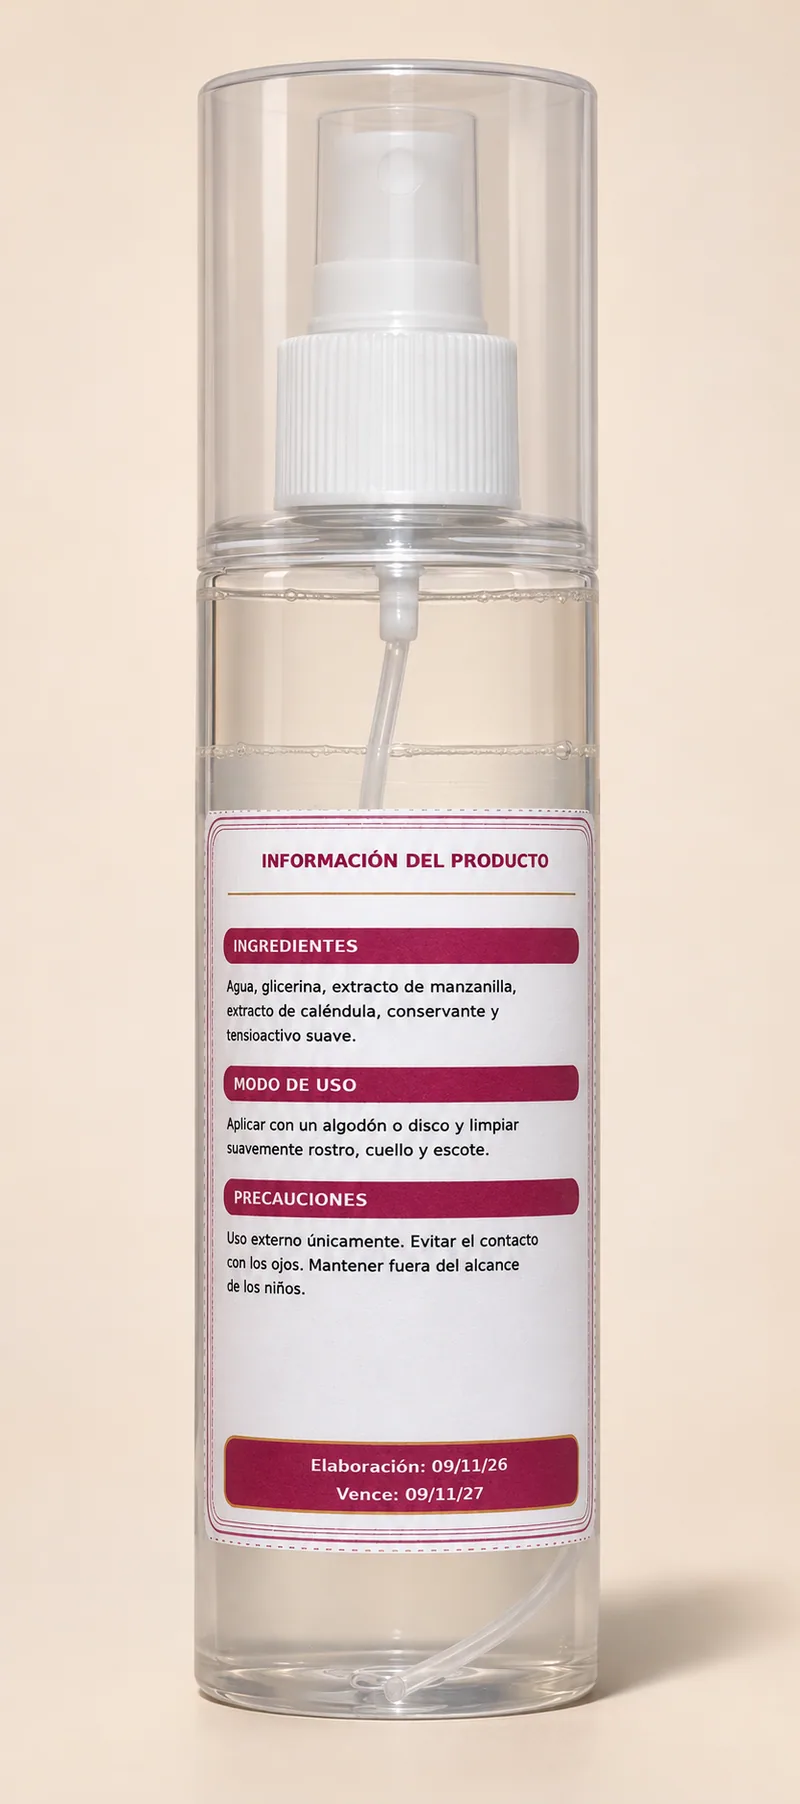 INFORMACIÓN DEL PRODUCTO
INGREDIENTES
Agua, glicerina, extracto de manzanilla,
extracto de caléndula, conservante y
tensioactivo suave.
MODO DE USO
Aplicar con un algodón o disco y limpiar
suavemente rostro, cuello y escote.
PRECAUCIONES
Uso externo únicamente. Evitar el contacto
con los ojos. Mantener fuera del alcance
de los niños.
Elaboración: 09/11/26
Vence: 09/11/27